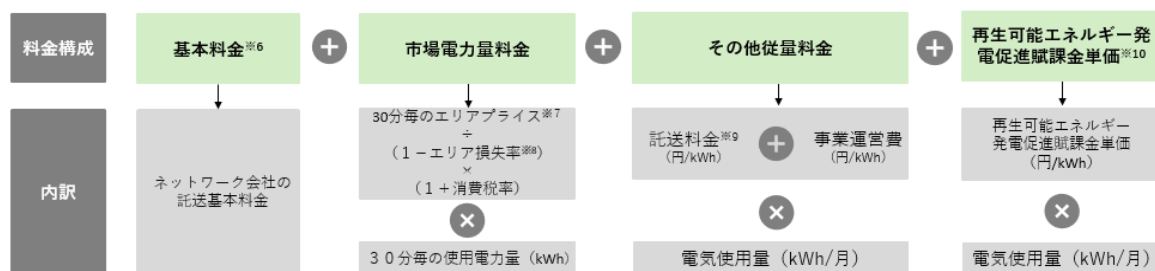 料金構成
基本料金※6
+
市場電力量料金
+
その他従量料金
+
再生可能エネルギー発
電促進賦課金単価※10
内訳
ネットワーク会社の
託送基本料金
30分毎のエリアプライス※7
÷
（１－エリア損失率※8）
×
（１＋消費税率）
×
３０分毎の使用電力量（kWh）
託送料金※9
（円/kWh）
+
事業運営費
（円/kWh）
×
電気使用量（kWh/月）
再生可能エネルギー
発電促進賦課金単価
（円/kWh）
×
電気使用量（kWh/月）